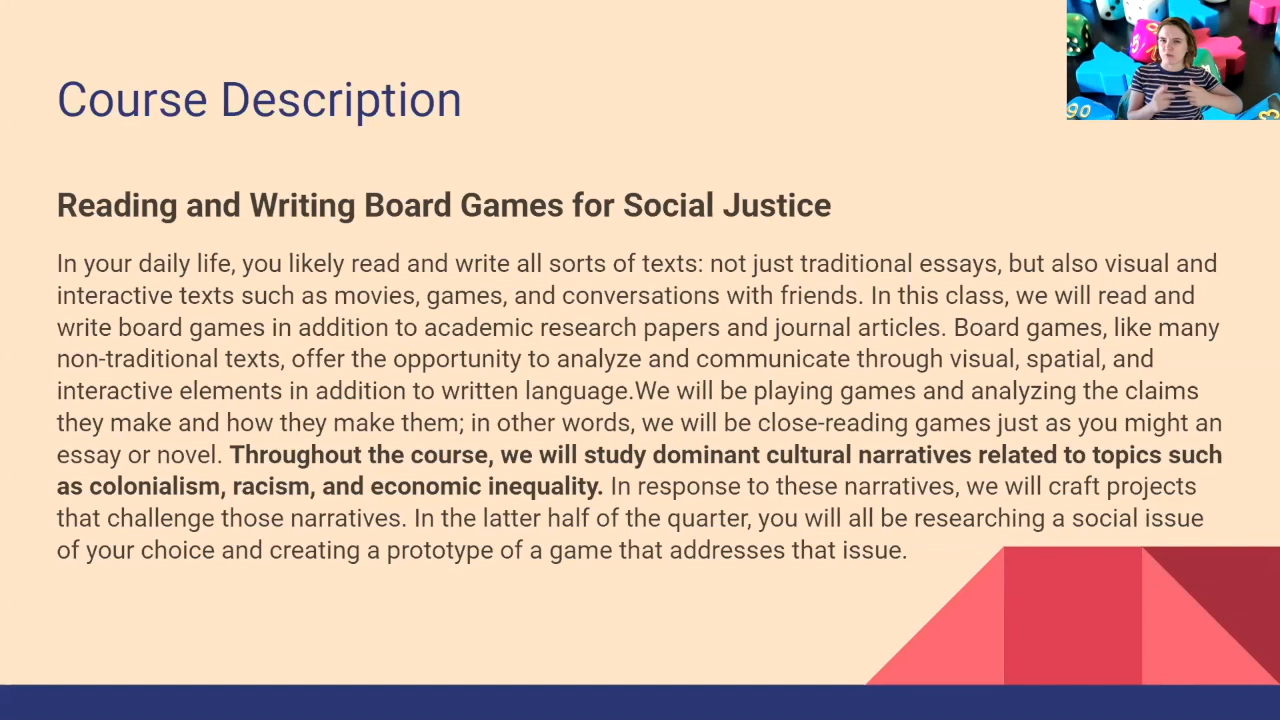 Course Description
Reading and Writing Board Games for Social Justice
In your daily life, you likely read and write all sorts of texts: not just traditional essays, but also visual and
interactive texts such as movies, games, and conversations with friends. In this class, we will read and
write board games in addition to academic research papers and journal articles. Board games, like many
non-traditional texts, offer the opportunity to analyze and communicate through visual, spatial, and
interactive elements in addition to written language.We will be playing games and analyzing the claims
they make and how they make them; in other words, we will be close-reading games just as you might an
essay or novel. Throughout the course, we will study dominant cultural narratives related to topics such
as colonialism, racism, and economic inequality. In response to these narratives, we will craft projects
that challenge those narratives. In the latter half of the quarter, you will all be researching a social issue
of your choice and creating a prototype of a game that addresses that issue.
90